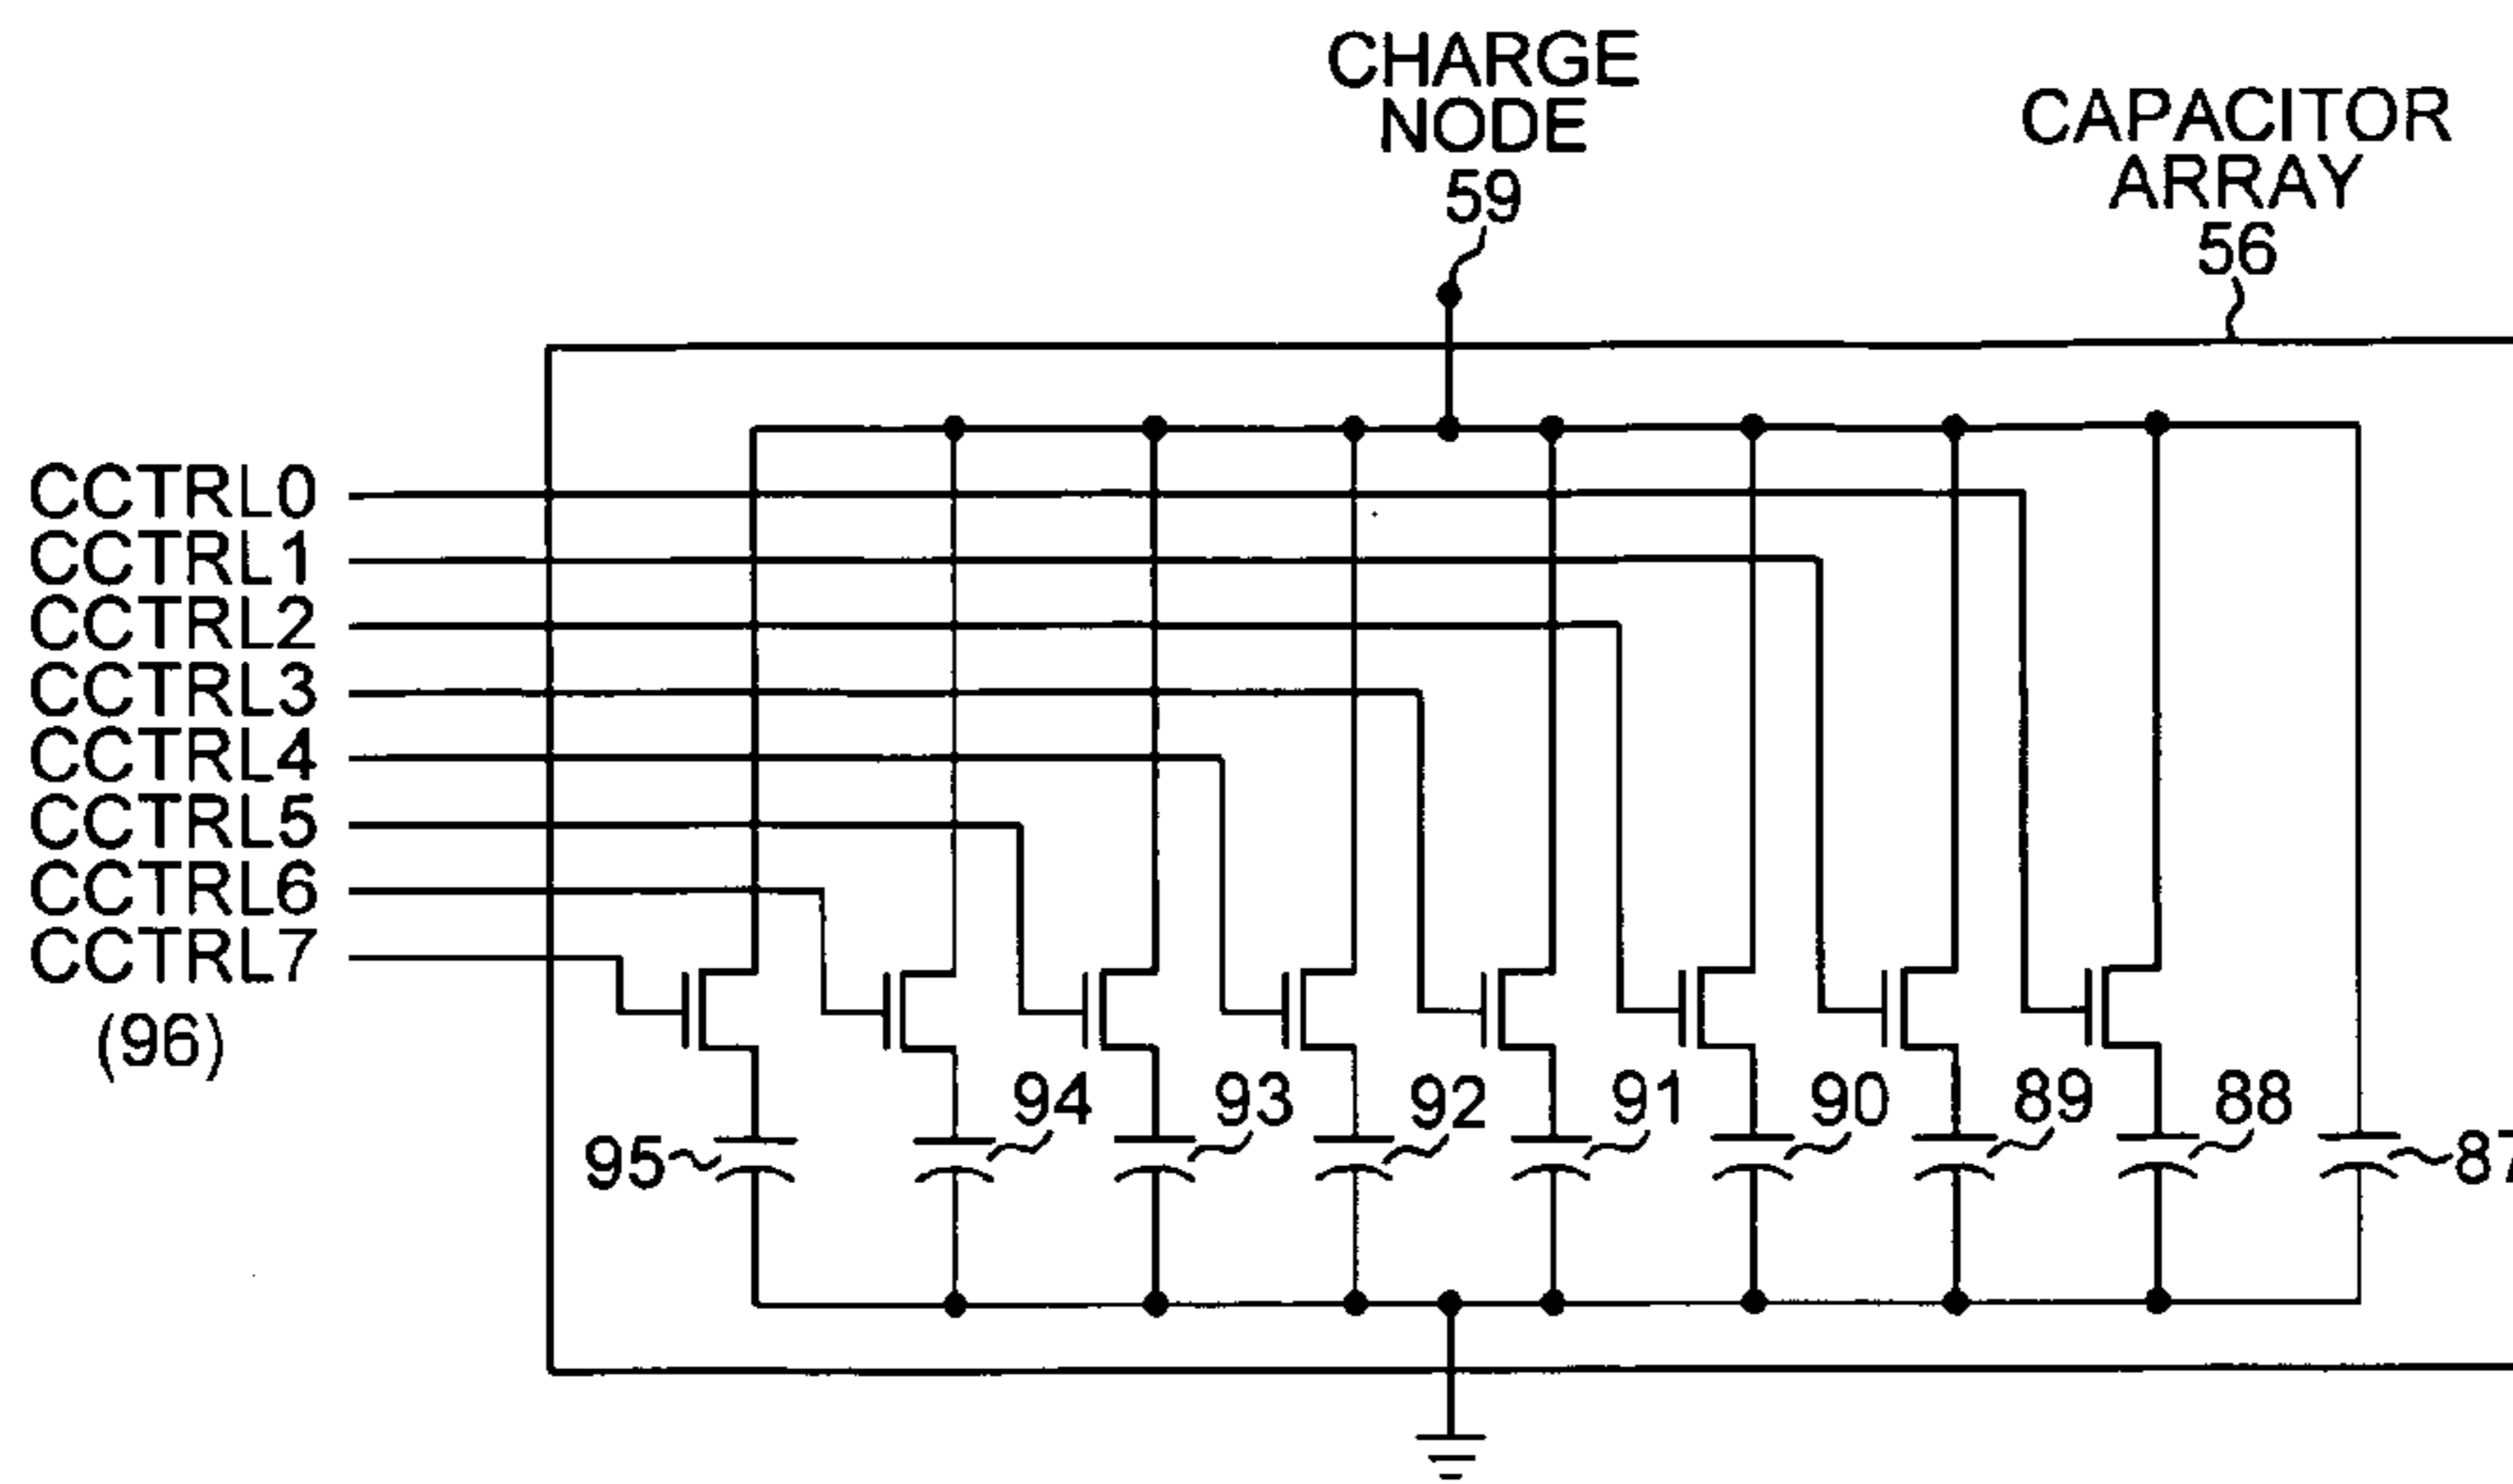 CHARGE
NODE
59
CAPACITOR
ARRAY
56
CCTRL0
CCTRL1
CCTRL2
CCTRL3
CCTRL4
CCTRL5
CCTRL6
CCTRL7
(96)
95
94
93
92
91
90
89
88
87